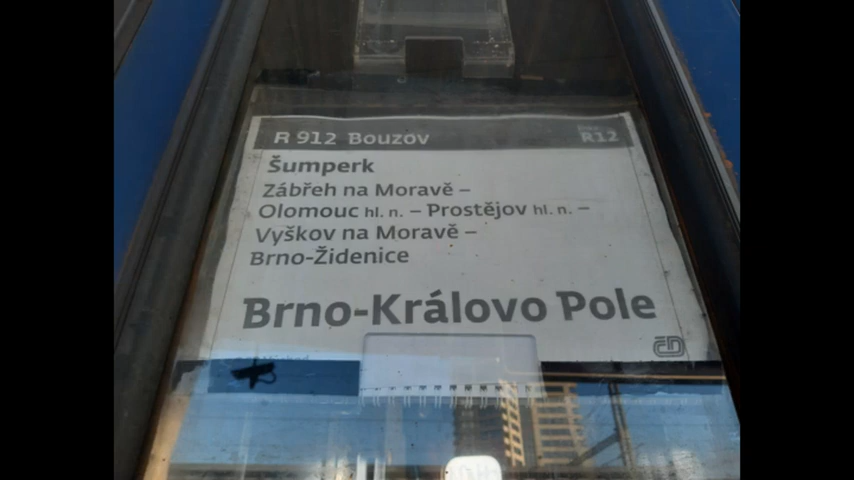 R 912 Bouzov
R12
Šumperk
Zábřeh na Moravě –
Olomouc hl. n. – Prostějov hl. n. –
Vyškov na Moravě –
Brno-Židenice
Brno-Královo Pole
ČD